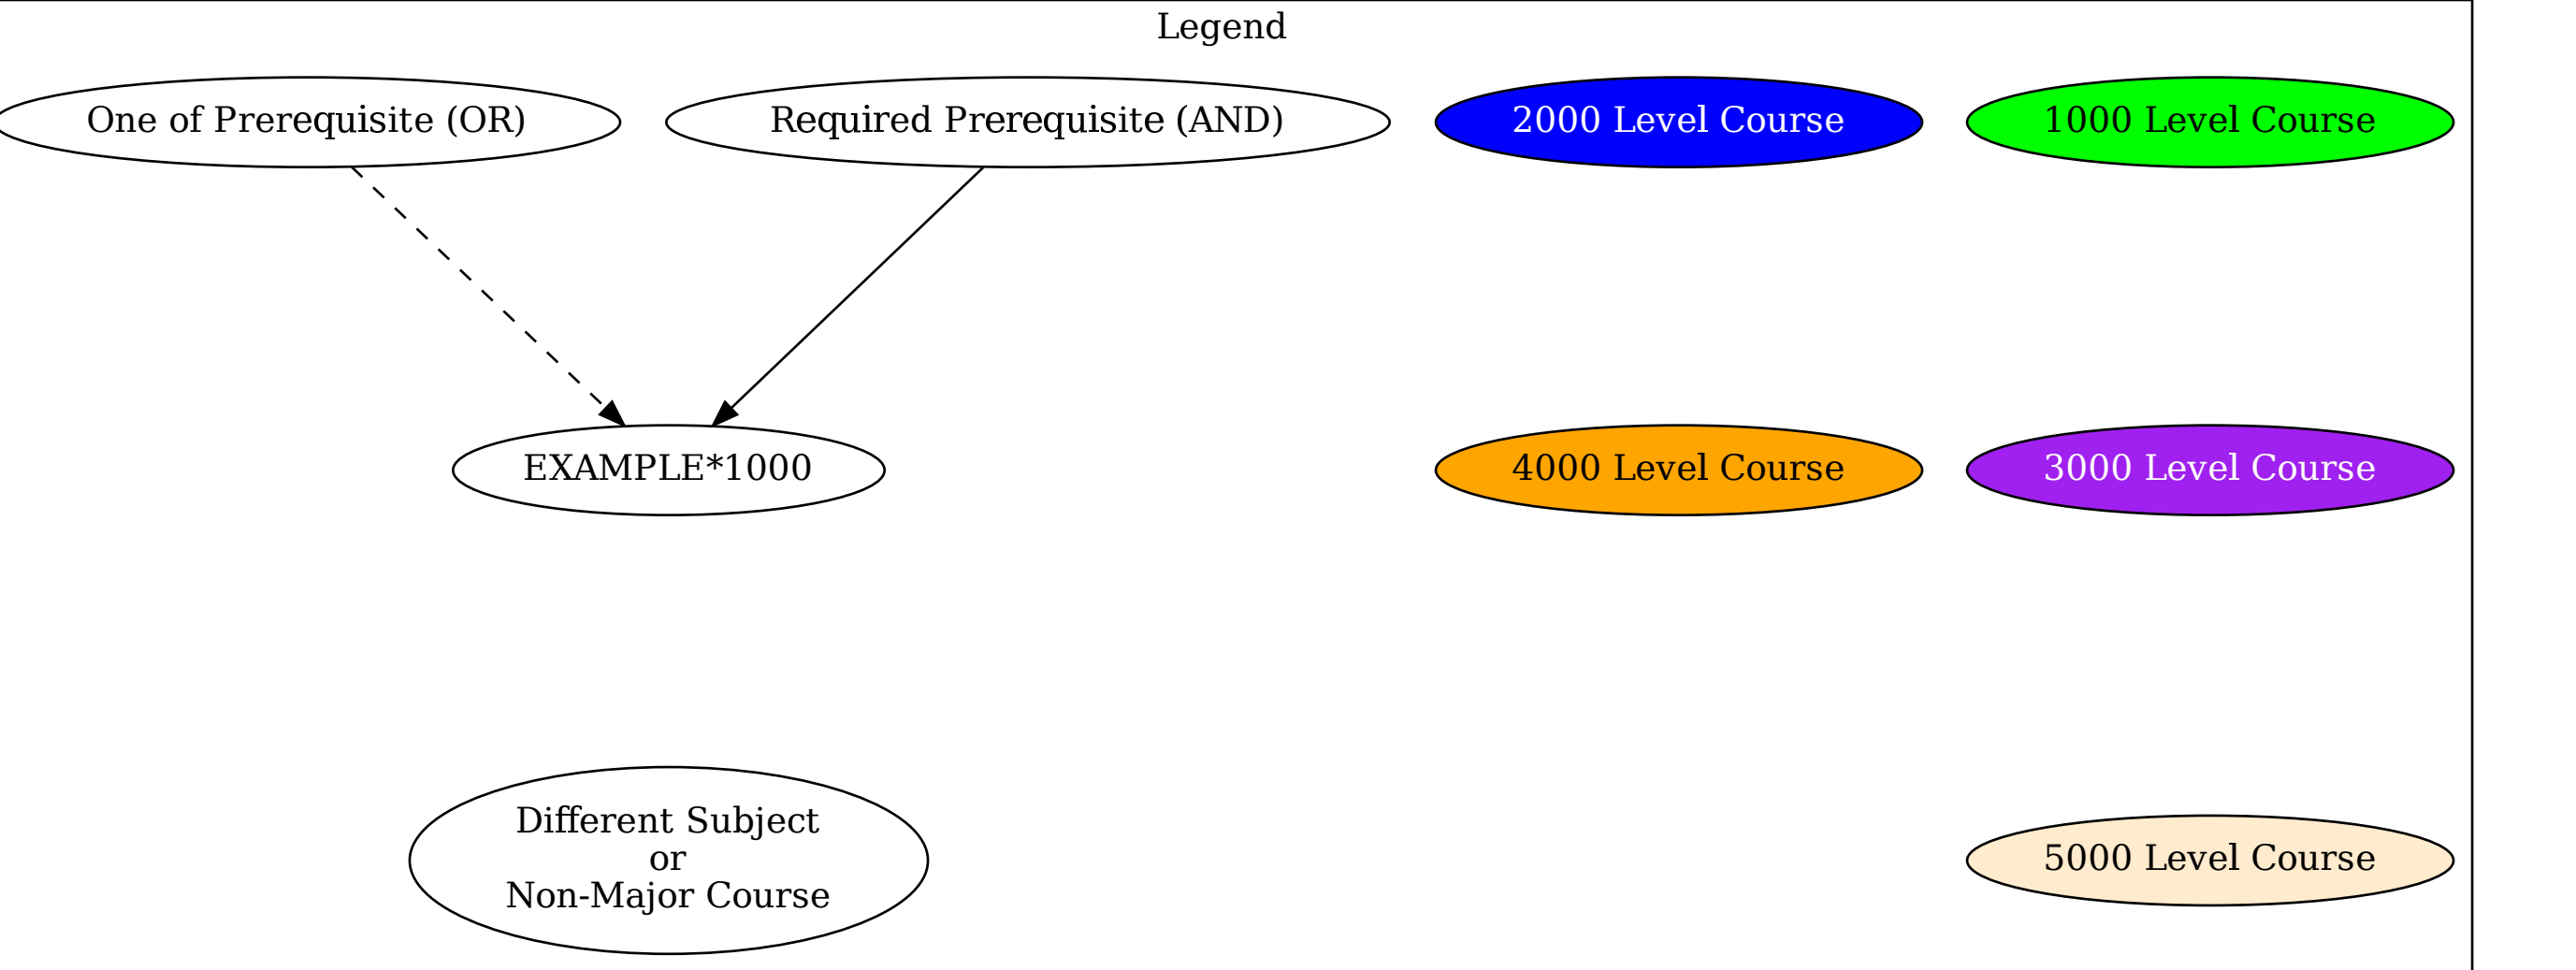 Legend
One of Prerequisite (OR)
Required Prerequisite (AND)
2000 Level Course
1000 Level Course
EXAMPLE*1000
4000 Level Course
3000 Level Course
Different Subject
or
Non-Major Course
5000 Level Course